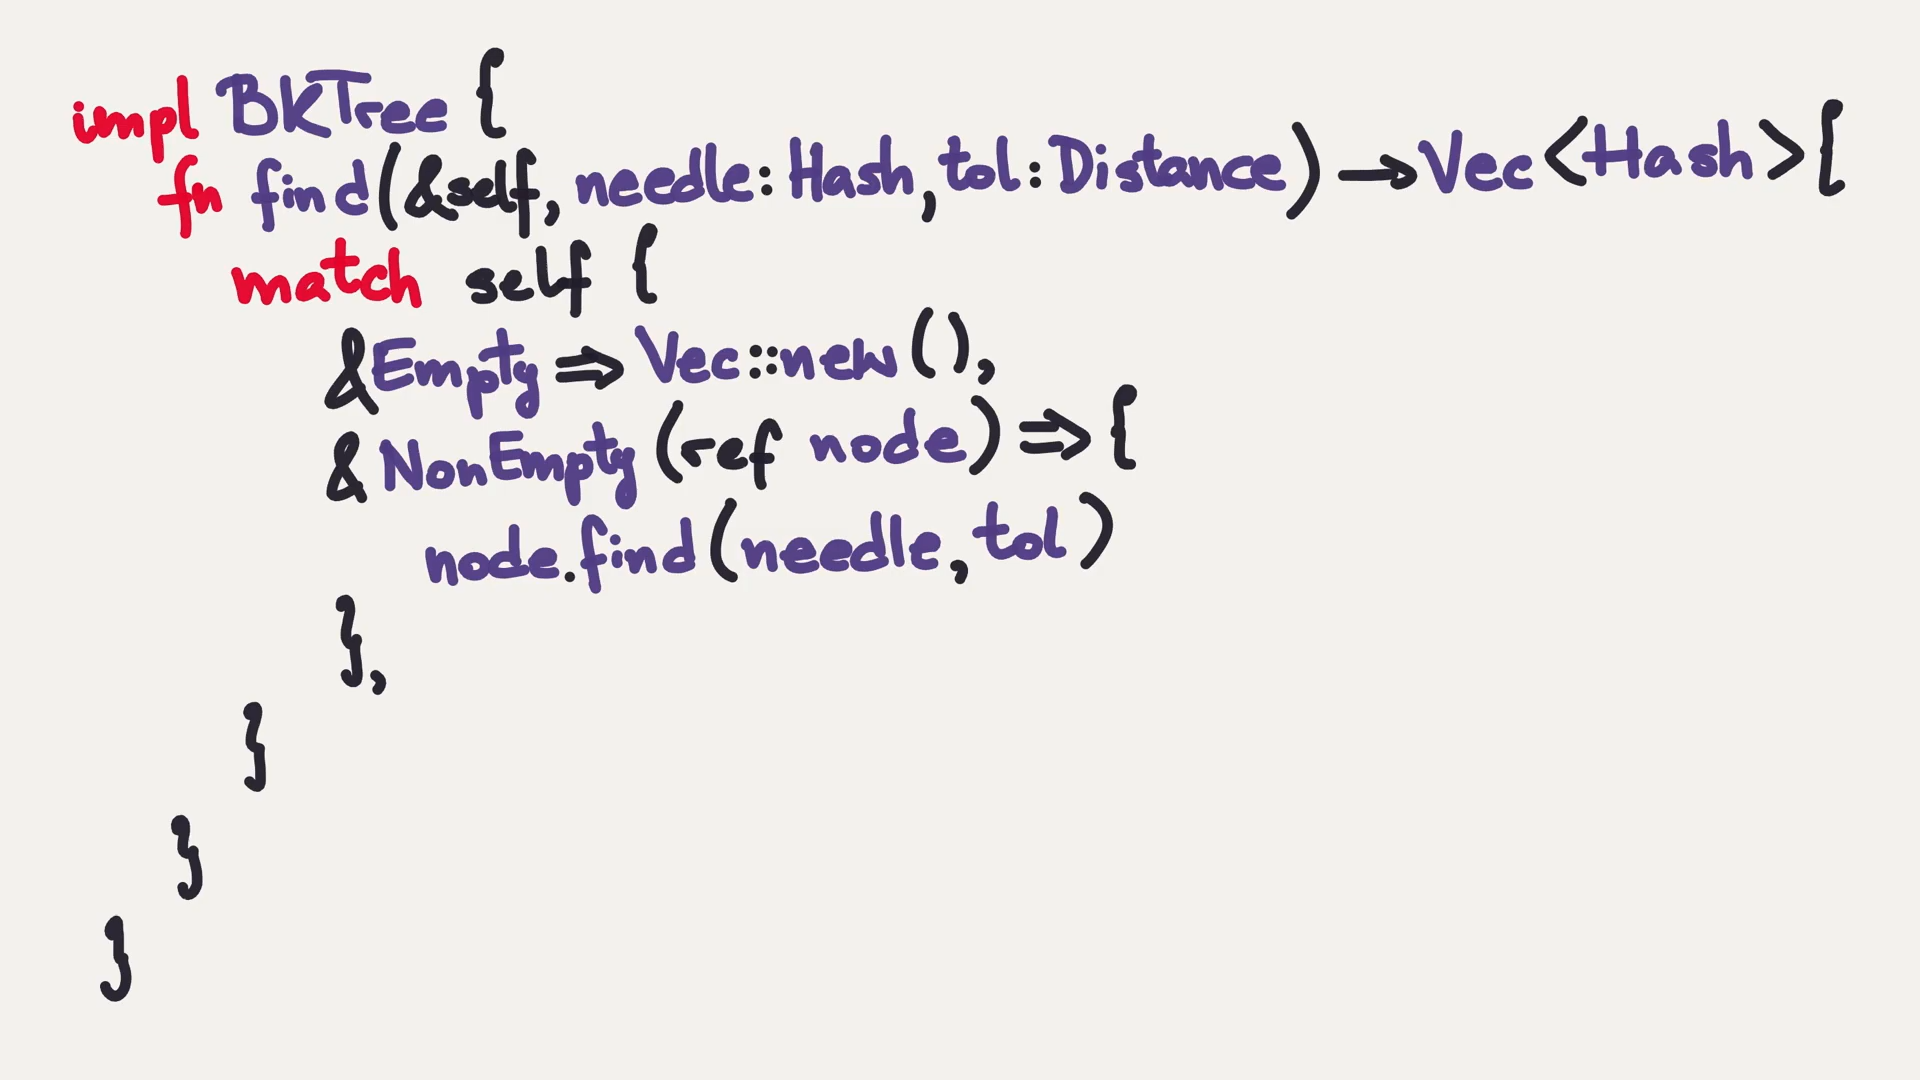 impl BKTree {
fn find(&self, needle: Hash, tol: Distance) → Vec<Hash> {
match self {
&Empty ⇒ Vec::new(),
&NonEmpty(ref node) ⇒ {
node.find(needle, tol)
},
}
}
}